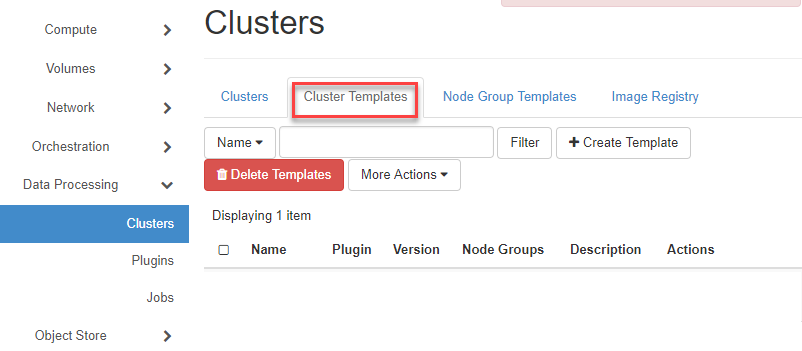 Compute
Volumes
Network
Orchestration
Data Processing
Clusters
Plugins
Jobs
Object Store
Clusters
Clusters Cluster Templates Node Group Templates Image Registry
Name Filter Create Template
Delete Templates More Actions
Displaying 1 item
Name Plugin Version Node Groups Description Actions